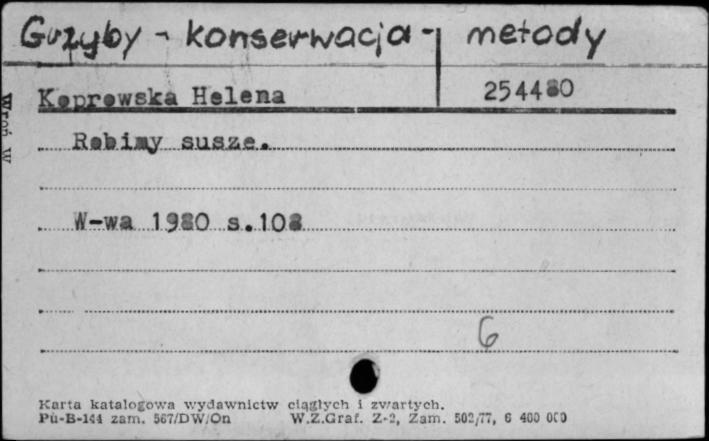 Grzyby - konserwacja - metody
Koprowska Helena 254480
Robimy susze.
W-wa 1980 s.108
6
Karta katalogowa wydawnictw ciągłych i zwartych.
Pu-B-144 zam. 567/DW/On W.Z.Graf. Z-2, Zam. 502/77, 6 400 000